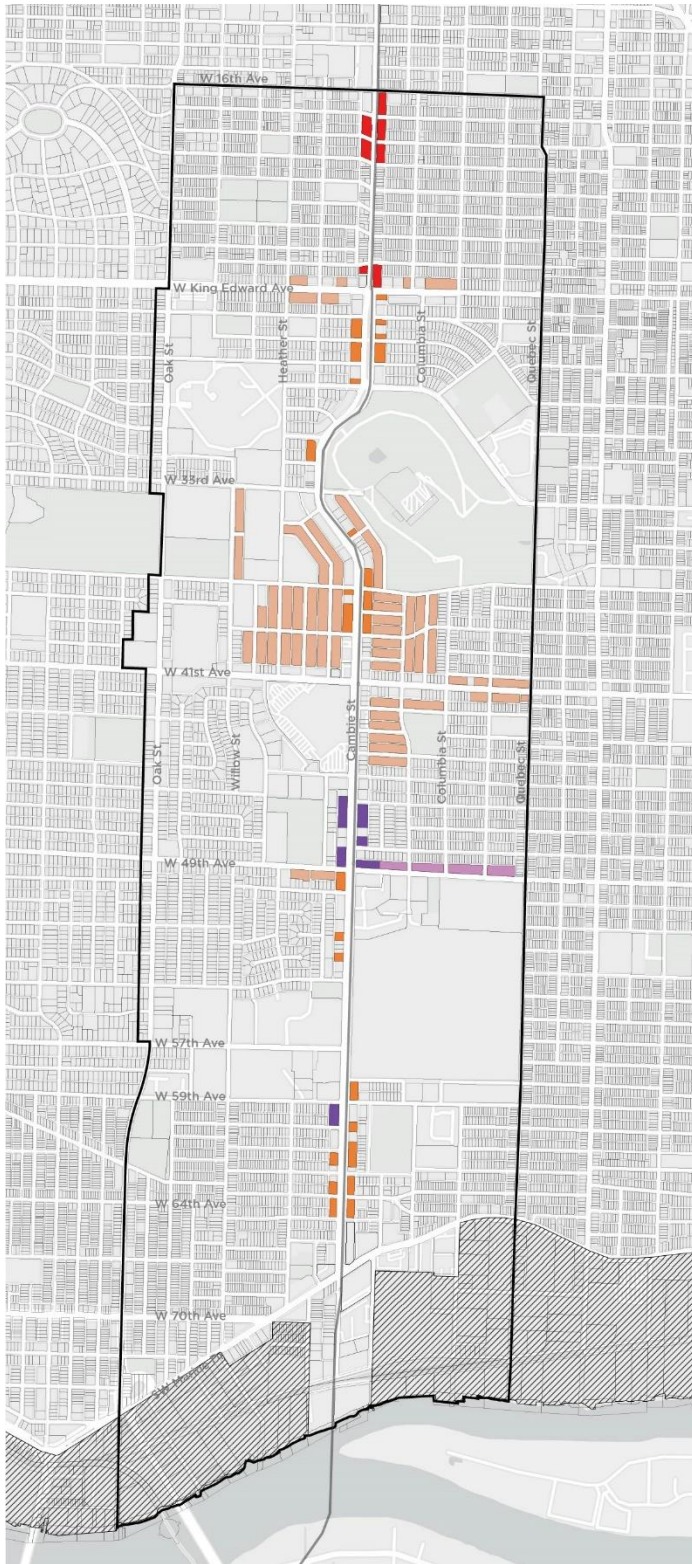 W 16th Ave
W King Edward Ave
Oak St
Heather St
Columbia St
Quebec St
W 33rd Ave
W 41st Ave
Oak St
Willow St
Cambie St
Columbia St
Quebec St
W 49th Ave
W 57th Ave
W 59th Ave
W 64th Ave
W 70th Ave
SW Marine Dr